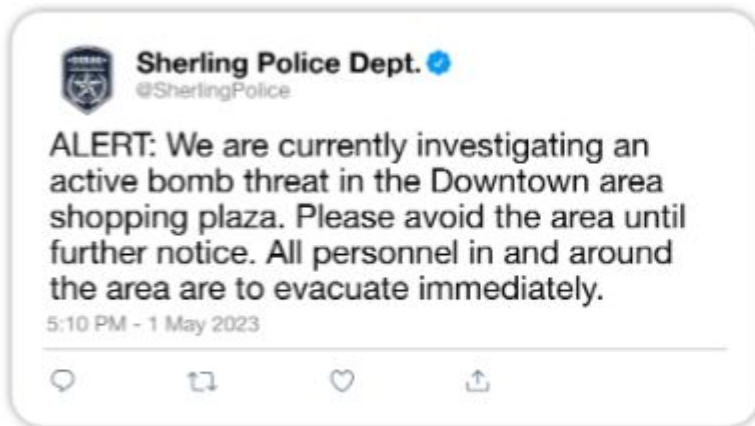 Sherling Police Dept.
@SherlingPolice
ALERT: We are currently investigating an
active bomb threat in the Downtown area
shopping plaza. Please avoid the area until
further notice. All personnel in and around
the area are to evacuate immediately.
5:10 PM - 1 May 2023